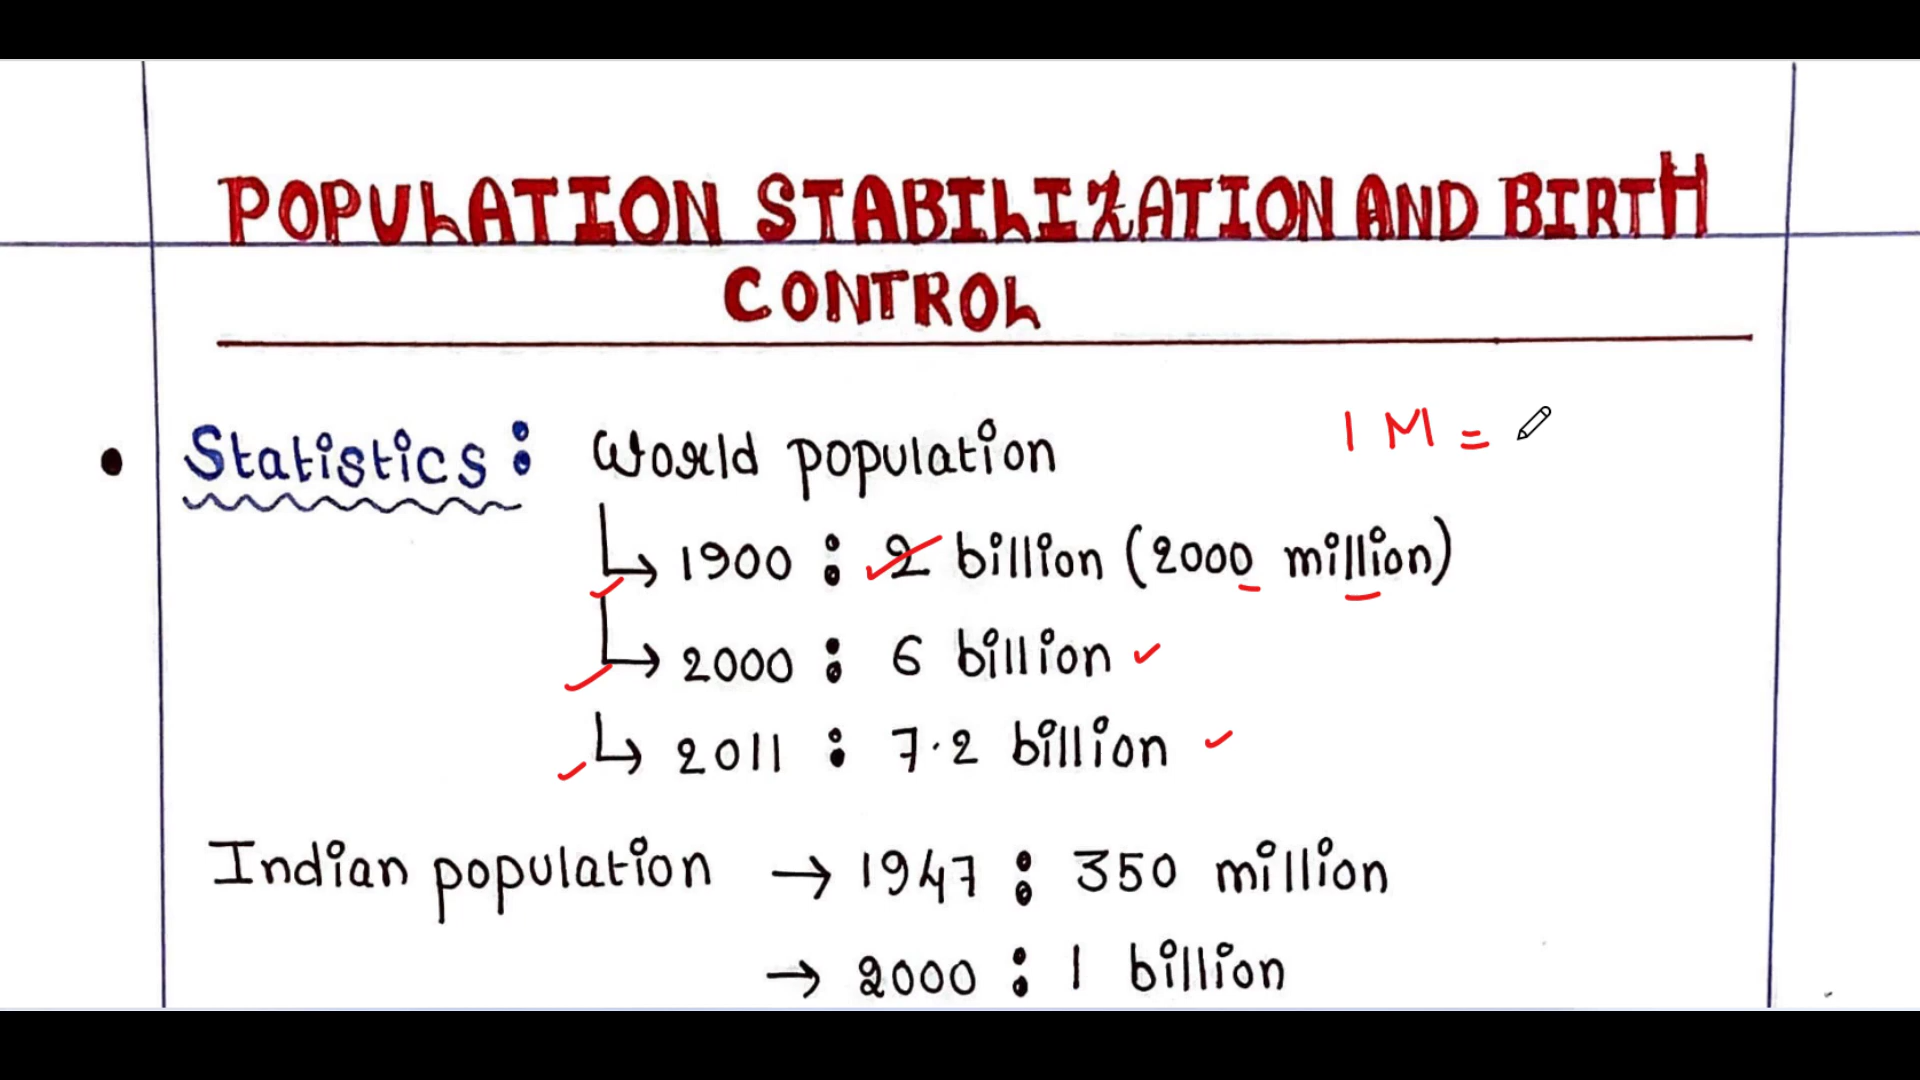 POPULATION STABILIZATION AND BIRTH
CONTROL
1 M =
• Statistics : World population
↳ 1900 : 2 billion (2000 million)
↳ 2000 : 6 billion
↳ 2011 : 7.2 billion
Indian population → 1947 : 350 million
→ 2000 : 1 billion